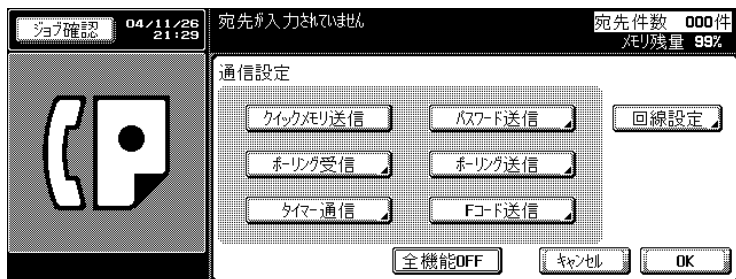 ｼﾞｮﾌﾞ確認
04/11/26
21:29
宛先が入力されていません
宛先件数 000件
ﾒﾓﾘ残量 99%
通信設定
ｸｲｯｸﾒﾓﾘ送信
ﾊﾟｽﾜｰﾄﾞ送信
回線設定
ﾎﾟｰﾘﾝｸﾞ受信
ﾎﾟｰﾘﾝｸﾞ送信
ﾀｲﾏｰ通信
Fｺｰﾄﾞ送信
全機能OFF
ｷｬﾝｾﾙ
OK